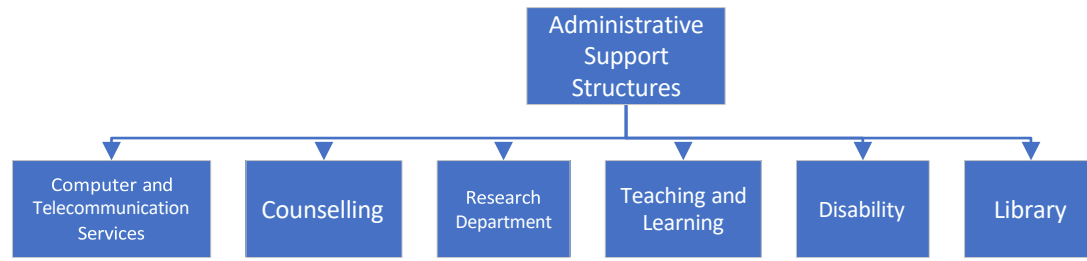 Administrative
Support
Structures
Computer and
Telecommunication
Services
Counselling
Research
Department
Teaching and
Learning
Disability
Library